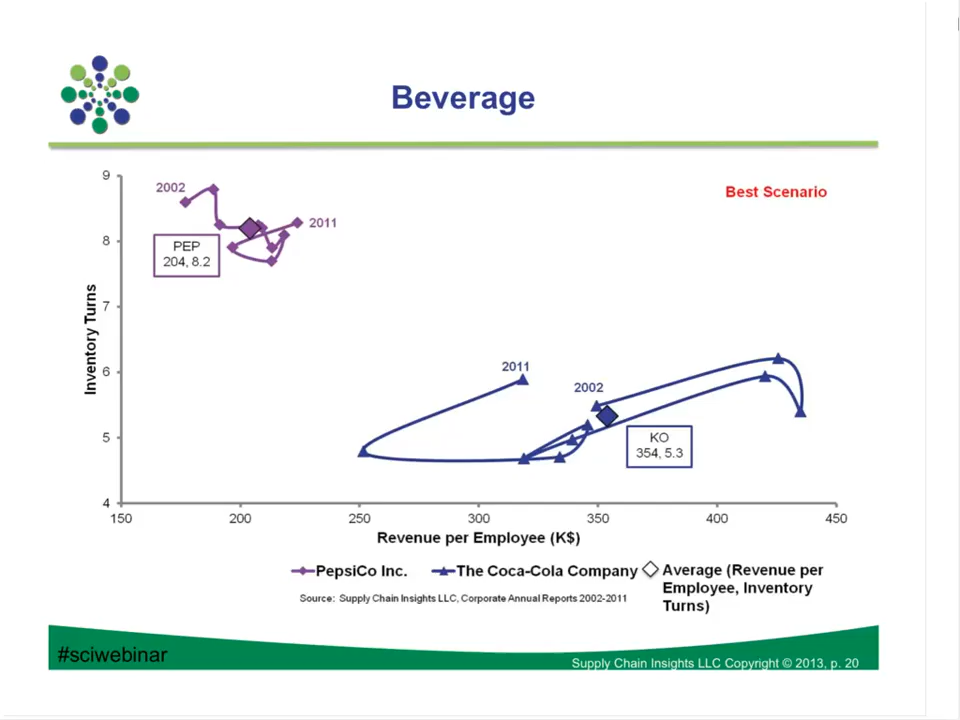 Beverage
Best Scenario
9
8
7
6
5
4
Inventory Turns
2002
2011
PEP
204, 8.2
2011
2002
KO
354, 5.3
150
200
250
300
350
400
450
Revenue per Employee (K$)
PepsiCo Inc.
The Coca-Cola Company
Average (Revenue per
Employee, Inventory
Turns)
Source: Supply Chain Insights LLC, Corporate Annual Reports 2002-2011
#sciwebinar
Supply Chain Insights LLC Copyright © 2013, p. 20